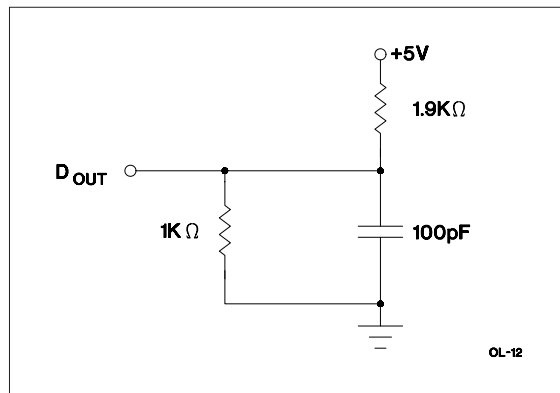 +5V
1.9KΩ
D OUT
1K Ω
100pF
OL-12